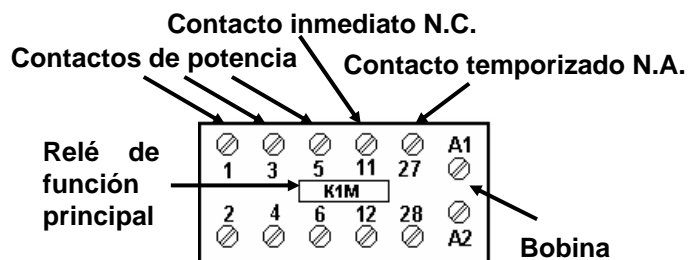 Contacto inmediato N.C.
Contactos de potencia
Contacto temporizado N.A.
Relé de
función
principal
1 3 5 11 27 A1
K1M
2 4 6 12 28 A2
Bobina